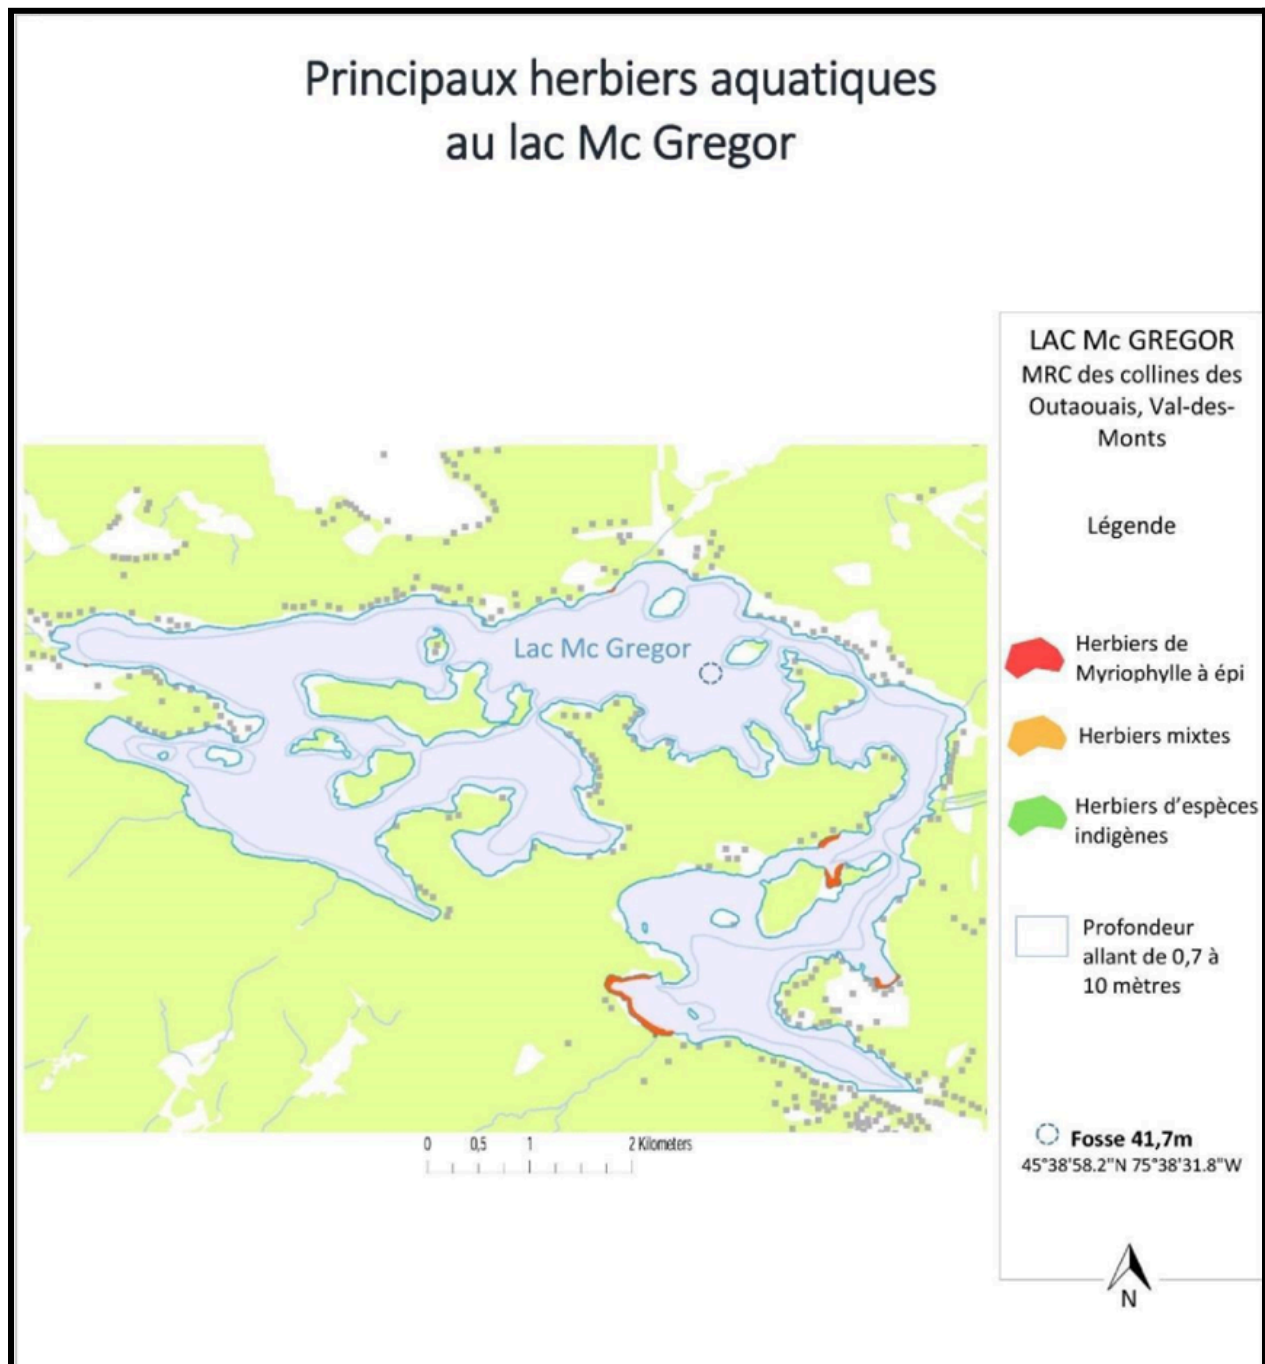 Principaux herbiers aquatiques
au lac Mc Gregor
LAC Mc GREGOR
MRC des collines des
Outaouais, Val-des-
Monts
Légende
Herbiers de
Myriophylle à épi
Herbiers mixtes
Herbiers d'espèces
indigènes
Profondeur
allant de 0,7 à
10 mètres
Fosse 41,7m
45°38'58.2"N 75°38'31.8"W
N
Lac Mc Gregor
0 0,5 1 2 Kilometers